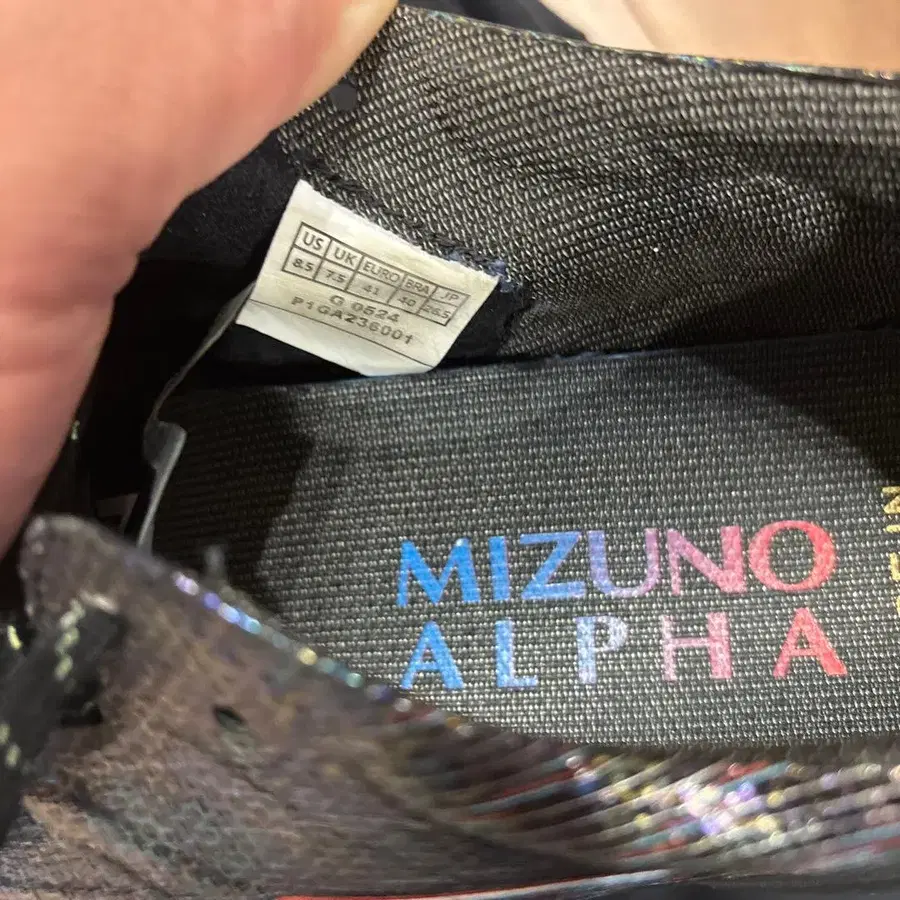 US UK EURO BRA JP
8.5 7.5 41 40 26.5
G 0524
P1GA236001
MIZUNO
ALPHA